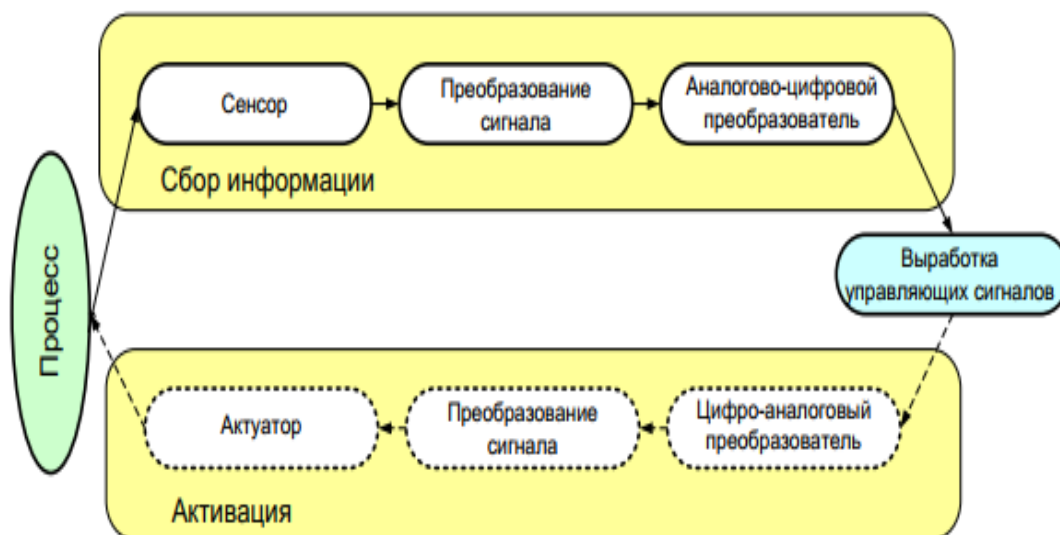 Сенсор
Преобразование
сигнала
Аналогово-цифровой
преобразователь
Сбор информации
Процесс
Выработка
управляющих сигналов
Актуатор
Преобразование
сигнала
Цифро-аналоговый
преобразователь
Активация